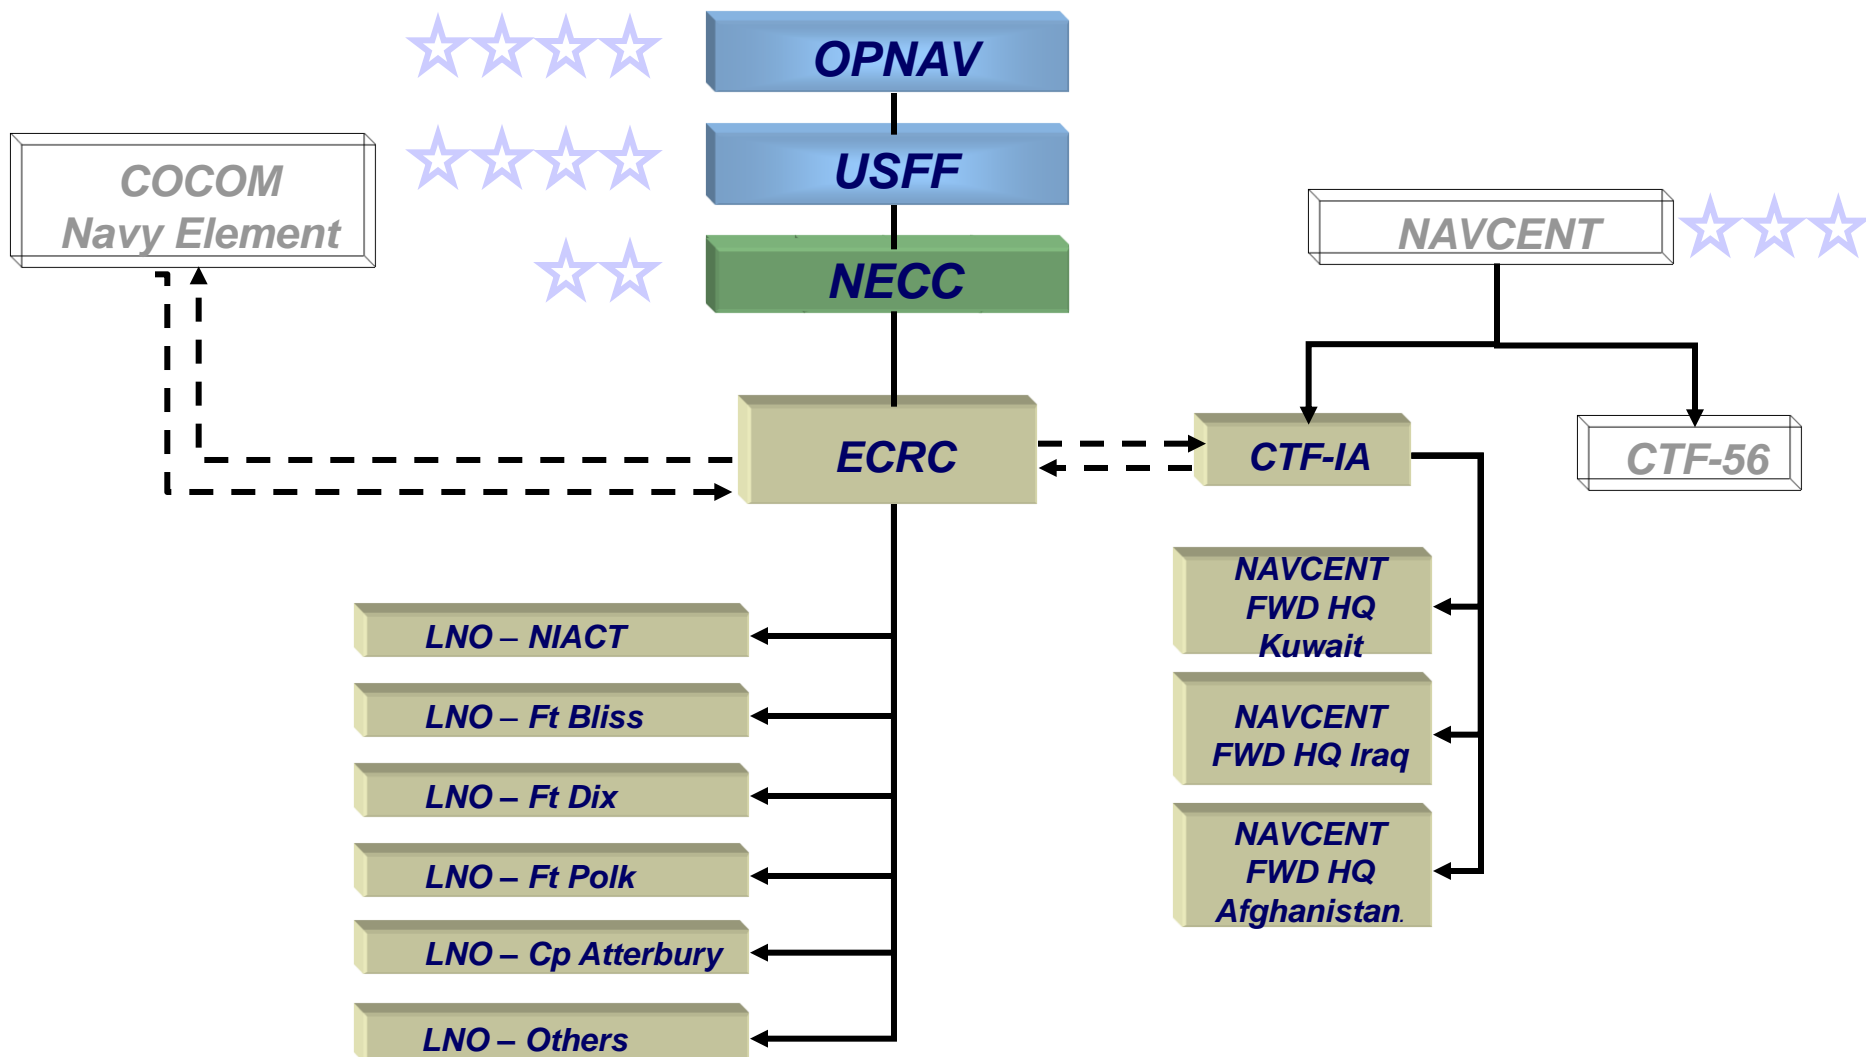 OPNAV
USFF
NECC
COCOM
Navy Element
NAVCENT
ECRC
CTF-IA
CTF-56
LNO – NIACT
LNO – Ft Bliss
LNO – Ft Dix
LNO – Ft Polk
LNO – Cp Atterbury
LNO – Others
NAVCENT
FWD HQ
Kuwait
NAVCENT
FWD HQ Iraq
NAVCENT
FWD HQ
Afghanistan.